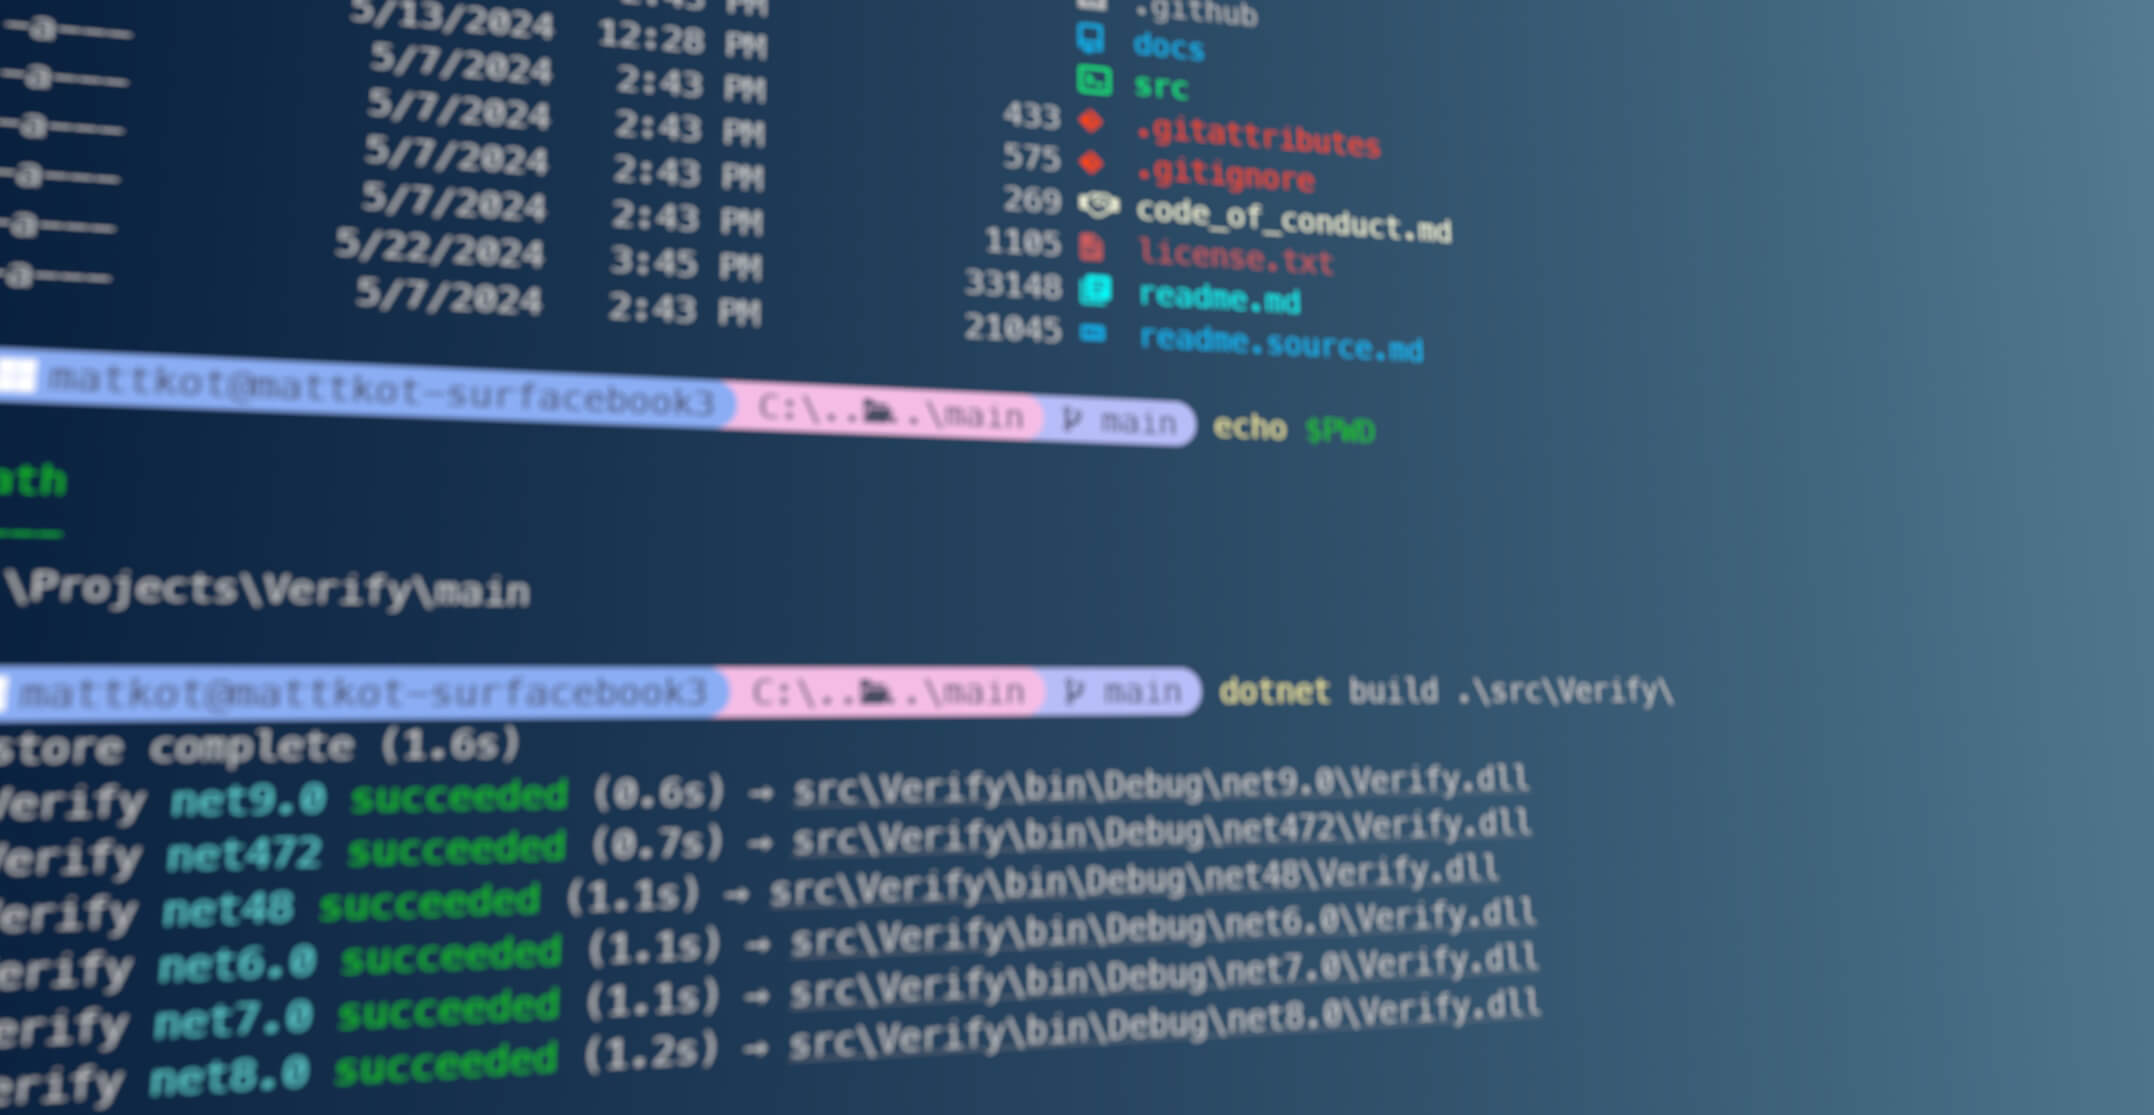 .github
2:43 PM docs
5/13/2024 12:28 PM src
-a---- 5/7/2024 2:43 PM 433 .gitattributes
-a---- 5/7/2024 2:43 PM 575 .gitignore
-a---- 5/7/2024 2:43 PM 269 code_of_conduct.md
-a---- 5/7/2024 2:43 PM 1105 license.txt
-a---- 5/22/2024 3:45 PM 33148 readme.md
-a---- 5/7/2024 2:43 PM 21045 readme.source.md
mattkot@mattkot-surfacebook3 C:\.. .\main main echo $PWD
ath
----
\Projects\Verify\main
mattkot@mattkot-surfacebook3 C:\.. .\main main dotnet build .\src\Verify\
store complete (1.6s)
Verify net9.0 succeeded (0.6s) → src\Verify\bin\Debug\net9.0\Verify.dll
Verify net472 succeeded (0.7s) → src\Verify\bin\Debug\net472\Verify.dll
erify net48 succeeded (1.1s) → src\Verify\bin\Debug\net48\Verify.dll
erify net6.0 succeeded (1.1s) → src\Verify\bin\Debug\net6.0\Verify.dll
erify net7.0 succeeded (1.1s) → src\Verify\bin\Debug\net7.0\Verify.dll
erify net8.0 succeeded (1.2s) → src\Verify\bin\Debug\net8.0\Verify.dll